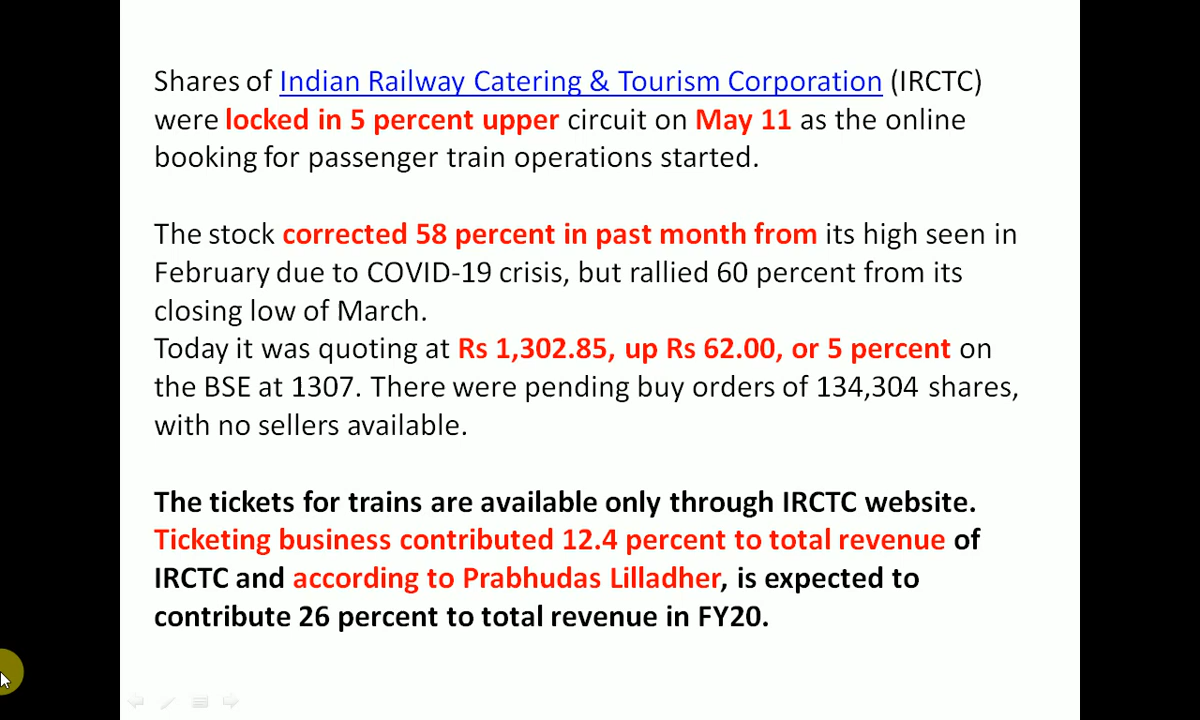 Shares of Indian Railway Catering & Tourism Corporation (IRCTC)
were locked in 5 percent upper circuit on May 11 as the online
booking for passenger train operations started.
The stock corrected 58 percent in past month from its high seen in
February due to COVID-19 crisis, but rallied 60 percent from its
closing low of March.
Today it was quoting at Rs 1,302.85, up Rs 62.00, or 5 percent on
the BSE at 1307. There were pending buy orders of 134,304 shares,
with no sellers available.
The tickets for trains are available only through IRCTC website.
Ticketing business contributed 12.4 percent to total revenue of
IRCTC and according to Prabhudas Lilladher, is expected to
contribute 26 percent to total revenue in FY20.